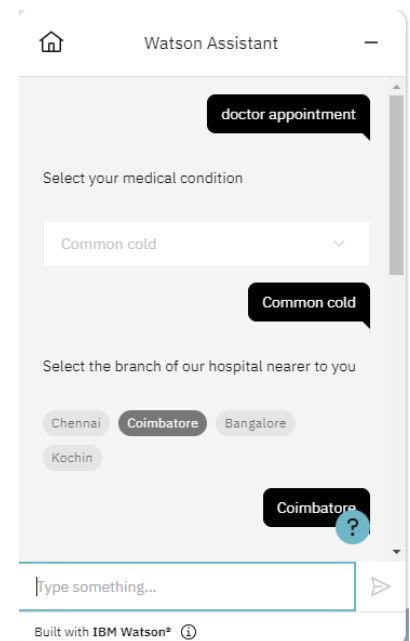 Watson Assistant
doctor appointment
Select your medical condition
Common cold
Common cold
Select the branch of our hospital nearer to you
Chennai Coimbatore Bangalore
Kochin
Coimbatore
?
Type something...
Built with IBM Watson®